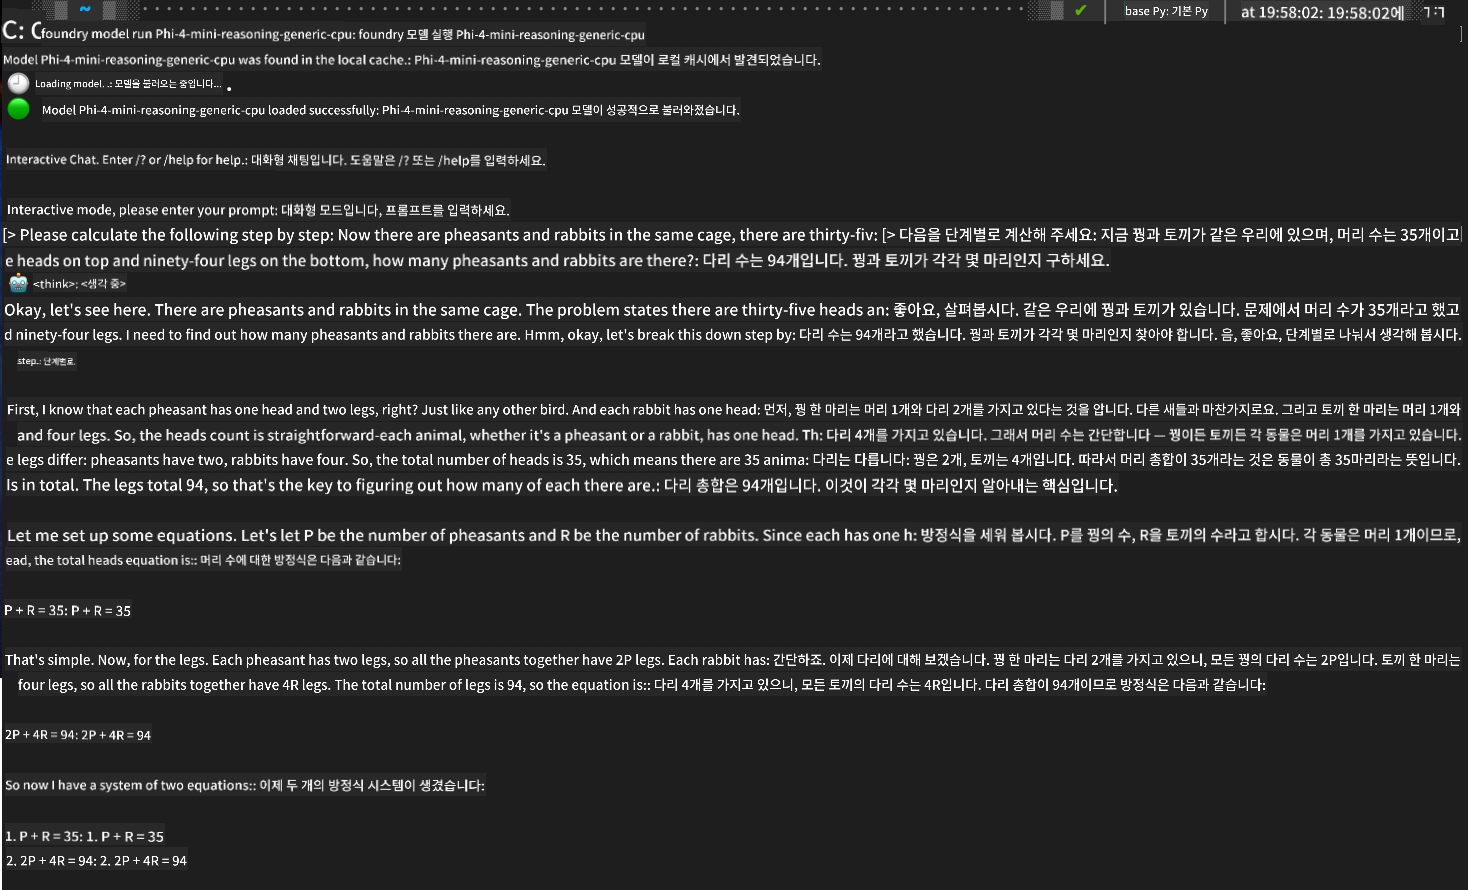 ~ ✔ base Py: 기본 Py at 19:58:02: 19:58:02에
C: C foundry model run Phi-4-mini-reasoning-generic-cpu: foundry 모델 실행 Phi-4-mini-reasoning-generic-cpu
Model Phi-4-mini-reasoning-generic-cpu was found in the local cache.: Phi-4-mini-reasoning-generic-cpu 모델이 로컬 캐시에서 발견되었습니다.
Loading model. .: 모델을 불러오는 중입니다... .
Model Phi-4-mini-reasoning-generic-cpu loaded successfully: Phi-4-mini-reasoning-generic-cpu 모델이 성공적으로 불러와졌습니다.
Interactive Chat. Enter /? or /help for help.: 대화형 채팅입니다. 도움말은 /? 또는 /help를 입력하세요.
Interactive mode, please enter your prompt: 대화형 모드입니다, 프롬프트를 입력하세요.
[> Please calculate the following step by step: Now there are pheasants and rabbits in the same cage, there are thirty-fiv: [> 다음을 단계별로 계산해 주세요: 지금 꿩과 토끼가 같은 우리에 있으며, 머리 수는 35개이고
e heads on top and ninety-four legs on the bottom, how many pheasants and rabbits are there?: 다리 수는 94개입니다. 꿩과 토끼가 각각 몇 마리인지 구하세요.
<think>: <생각 중>
Okay, let's see here. There are pheasants and rabbits in the same cage. The problem states there are thirty-five heads an: 좋아요, 살펴봅시다. 같은 우리에 꿩과 토끼가 있습니다. 문제에서 머리 수가 35개라고 했고
d ninety-four legs. I need to find out how many pheasants and rabbits there are. Hmm, okay, let's break this down step by: 다리 수는 94개라고 했습니다. 꿩과 토끼가 각각 몇 마리인지 찾아야 합니다. 음, 좋아요, 단계별로 나눠서 생각해 봅시다.
step.: 단계별로.
First, I know that each pheasant has one head and two legs, right? Just like any other bird. And each rabbit has one head: 먼저, 꿩 한 마리는 머리 1개와 다리 2개를 가지고 있다는 것을 압니다. 다른 새들과 마찬가지로요. 그리고 토끼 한 마리는 머리 1개와
and four legs. So, the heads count is straightforward-each animal, whether it's a pheasant or a rabbit, has one head. Th: 다리 4개를 가지고 있습니다. 그래서 머리 수는 간단합니다 — 꿩이든 토끼든 각 동물은 머리 1개를 가지고 있습니다.
e legs differ: pheasants have two, rabbits have four. So, the total number of heads is 35, which means there are 35 anima: 다리는 다릅니다: 꿩은 2개, 토끼는 4개입니다. 따라서 머리 총합이 35개라는 것은 동물이 총 35마리라는 뜻입니다.
ls in total. The legs total 94, so that's the key to figuring out how many of each there are.: 다리 총합은 94개입니다. 이것이 각각 몇 마리인지 알아내는 핵심입니다.
Let me set up some equations. Let's let P be the number of pheasants and R be the number of rabbits. Since each has one h: 방정식을 세워 봅시다. P를 꿩의 수, R을 토끼의 수라고 합시다. 각 동물은 머리 1개이므로,
ead, the total heads equation is:: 머리 수에 대한 방정식은 다음과 같습니다:
P + R = 35: P + R = 35
That's simple. Now, for the legs. Each pheasant has two legs, so all the pheasants together have 2P legs. Each rabbit has: 간단하죠. 이제 다리에 대해 보겠습니다. 꿩 한 마리는 다리 2개를 가지고 있으니, 모든 꿩의 다리 수는 2P입니다. 토끼 한 마리는
four legs, so all the rabbits together have 4R legs. The total number of legs is 94, so the equation is:: 다리 4개를 가지고 있으니, 모든 토끼의 다리 수는 4R입니다. 다리 총합이 94개이므로 방정식은 다음과 같습니다:
2P + 4R = 94: 2P + 4R = 94
So now I have a system of two equations:: 이제 두 개의 방정식 시스템이 생겼습니다:
1. P + R = 35: 1. P + R = 35
2. 2P + 4R = 94: 2. 2P + 4R = 94